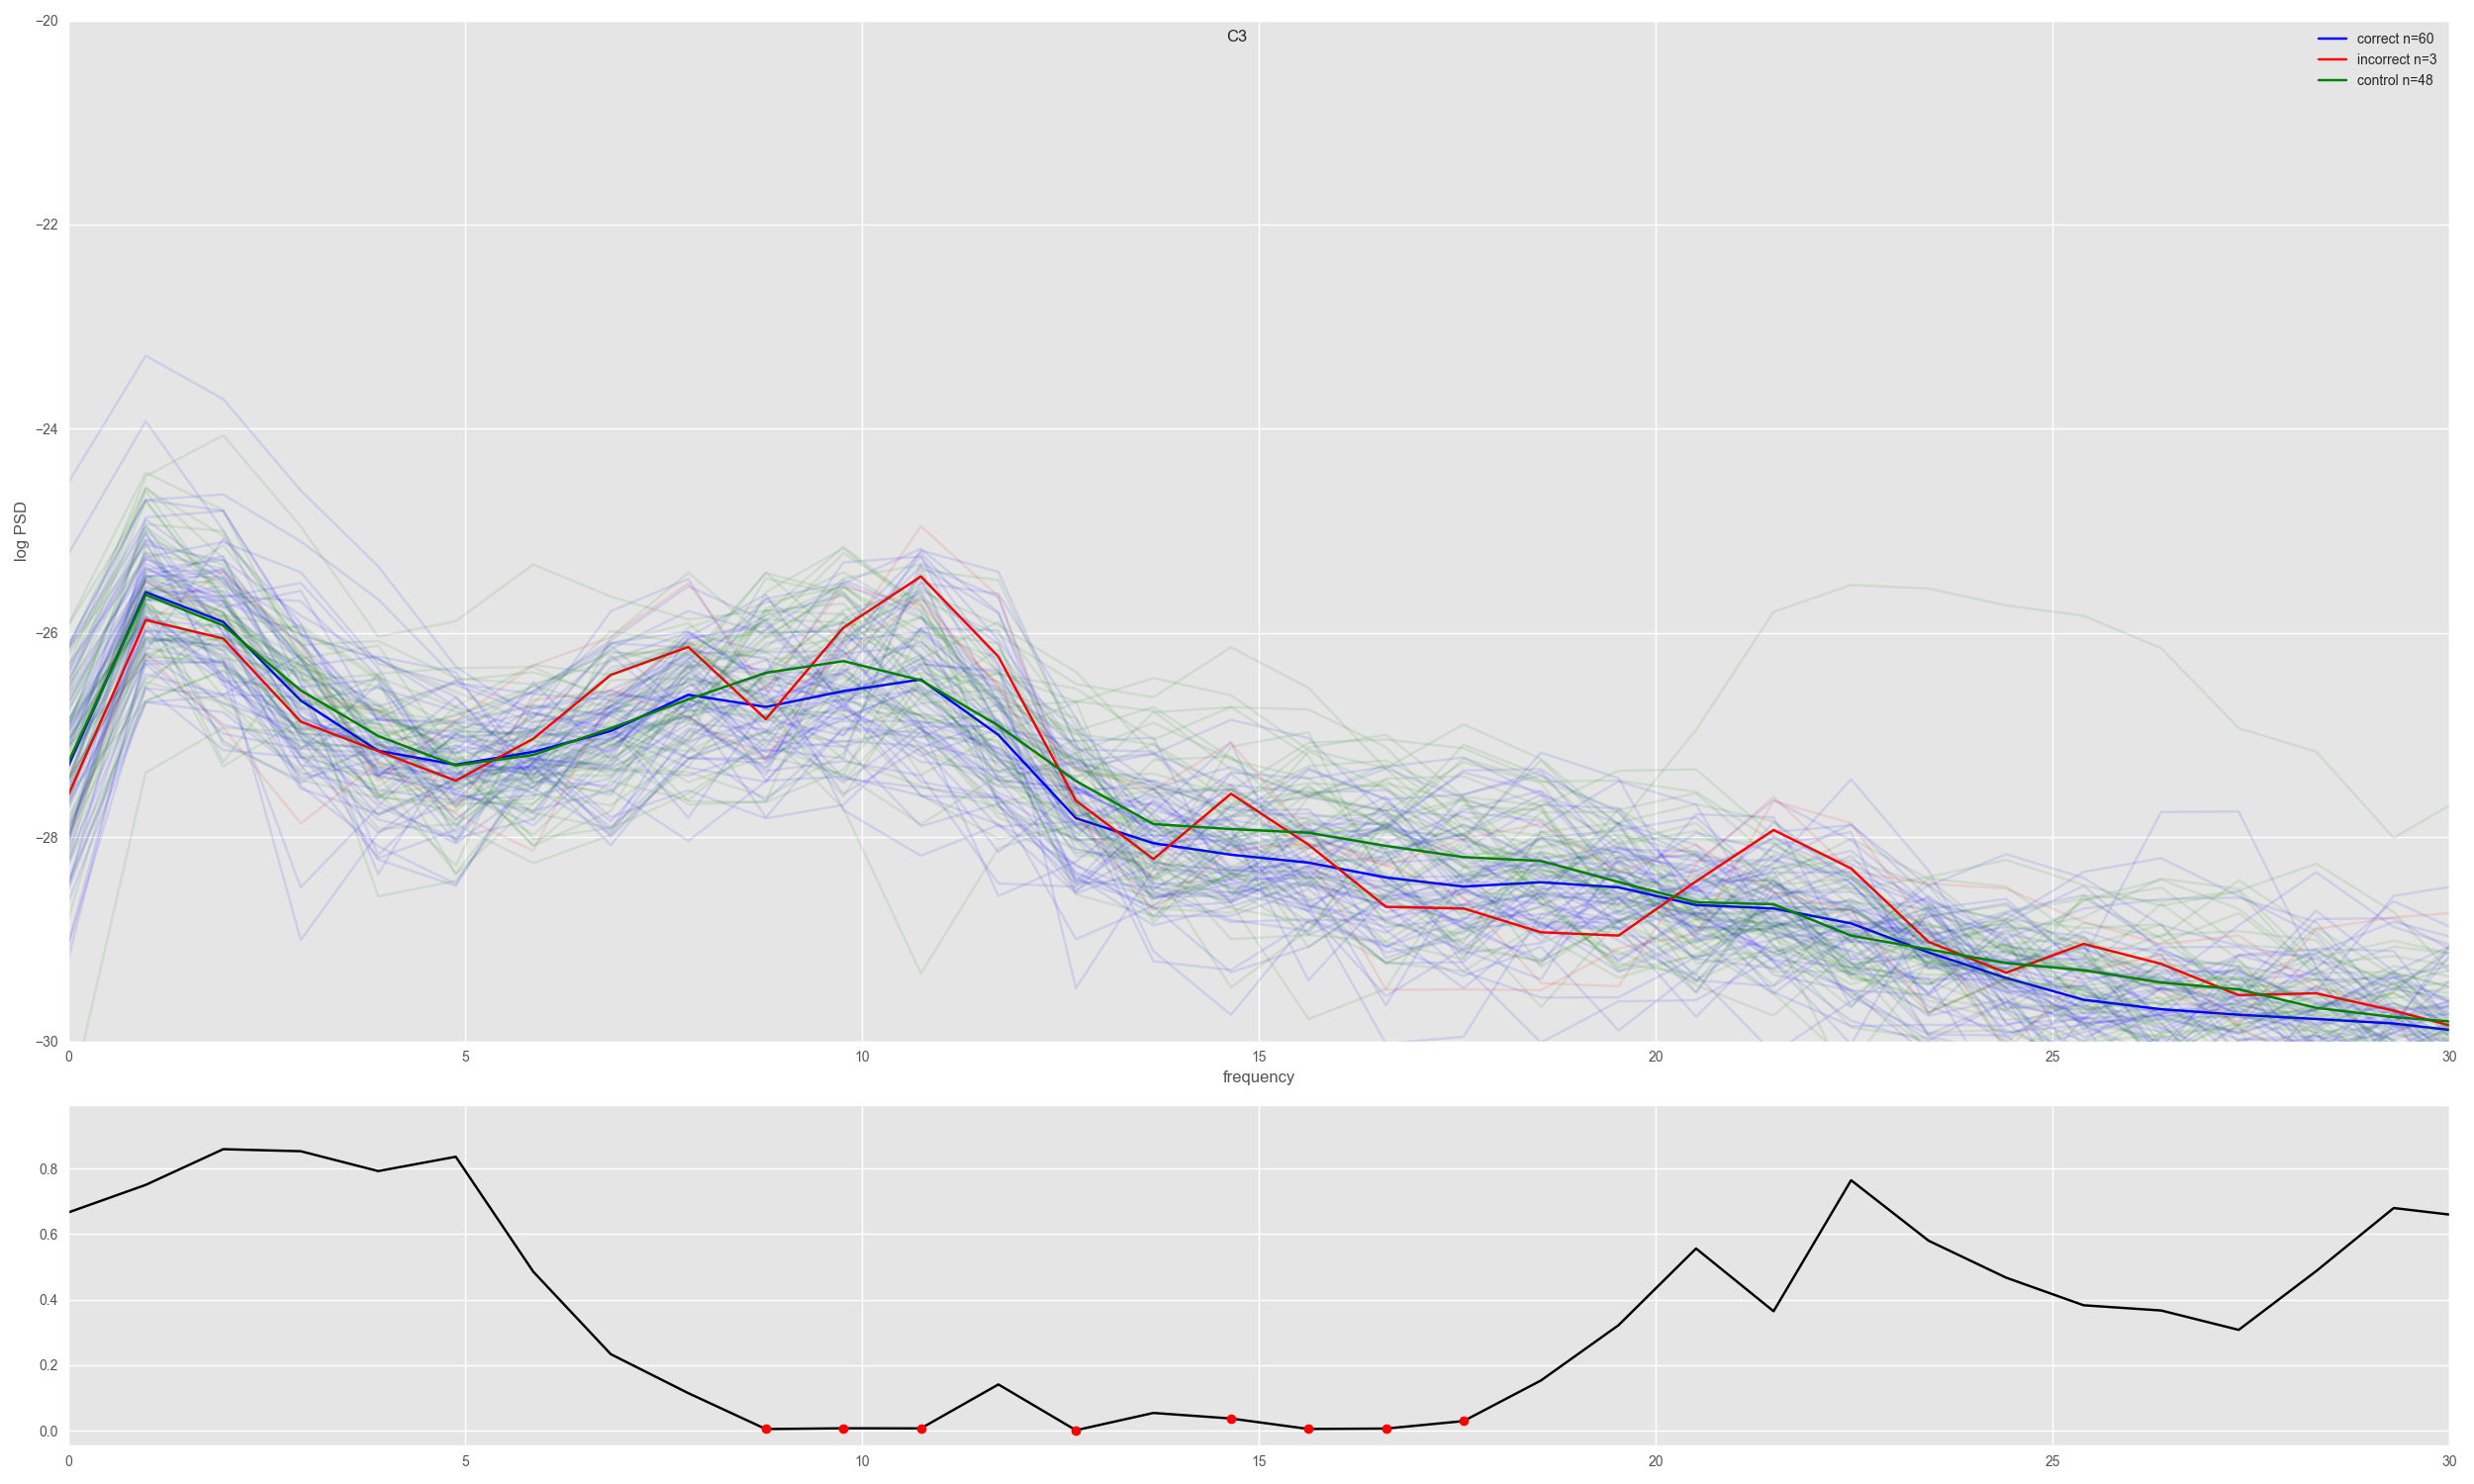 C3
correct n=60
incorrect n=3
control n=48
log PSD
−20
−22
−24
−26
−28
−30
0 5 10 15 20 25 30
frequency
0.8
0.6
0.4
0.2
0.0
0 5 10 15 20 25 30